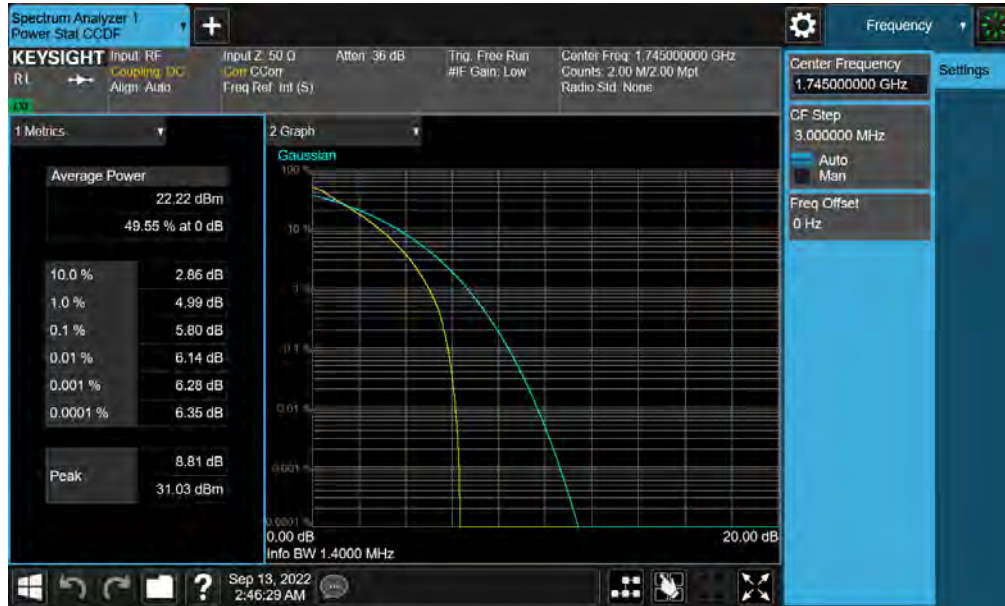 Spectrum Analyzer 1
Power Stat CCDF
+
Frequency
KEYSIGHT
RL
Input: RF
Coupling: DC
Align: Auto
Input Z: 50 Ω
Corr CCorr
Freq Ref: Int (S)
Atten: 36 dB
Trig: Free Run
#IF Gain: Low
Center Freq: 1.745000000 GHz
Counts: 2.00 M/2.00 Mpt
Radio Std: None
Center Frequency
1.745000000 GHz
Settings
CF Step
3.000000 MHz
Auto
Man
Freq Offset
0 Hz
1 Metrics
Average Power
22.22 dBm
49.55 % at 0 dB
10.0 % 2.86 dB
1.0 % 4.99 dB
0.1 % 5.80 dB
0.01 % 6.14 dB
0.001 % 6.28 dB
0.0001 % 6.35 dB
Peak
8.81 dB
31.03 dBm
2 Graph
Gaussian
100 %
10 %
1 %
0.1 %
0.01 %
0.001 %
0.0001 %
0.00 dB 20.00 dB
Info BW 1.4000 MHz
?
Sep 13, 2022
2:46:29 AM